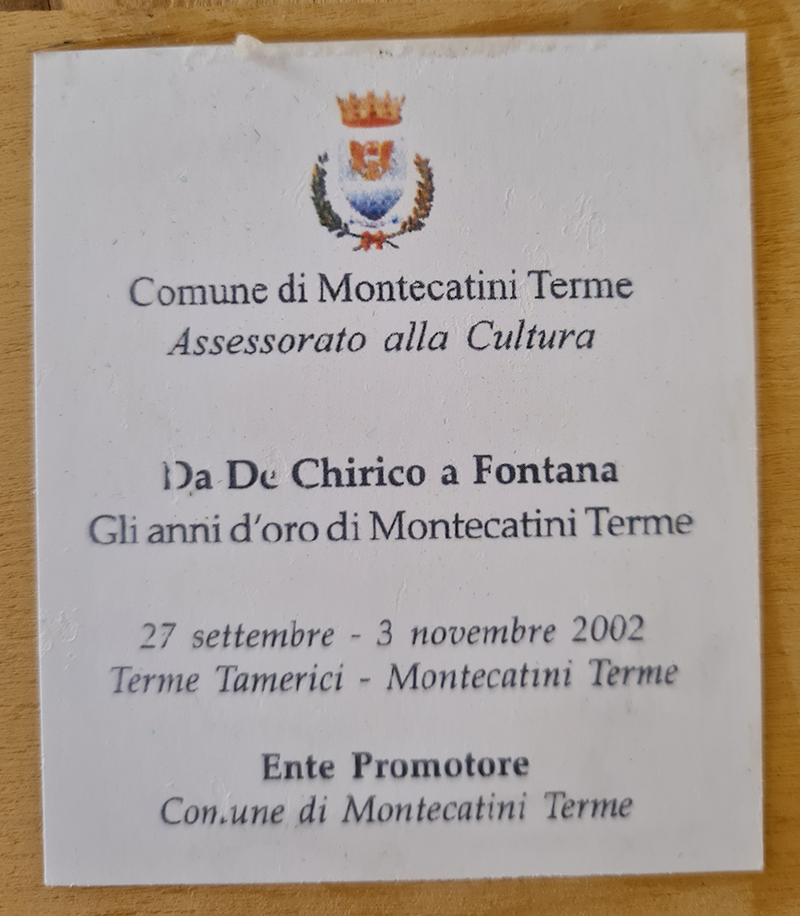 Comune di Montecatini Terme
Assessorato alla Cultura
Da De Chirico a Fontana
Gli anni d'oro di Montecatini Terme
27 settembre - 3 novembre 2002
Terme Tamerici - Montecatini Terme
Ente Promotore
Comune di Montecatini Terme